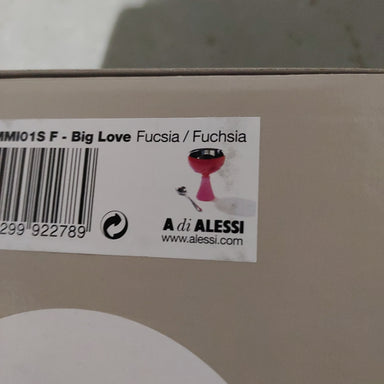 MMI01S F - Big Love Fucsia / Fuchsia
299 922789
A di ALESSI
www.alessi.com